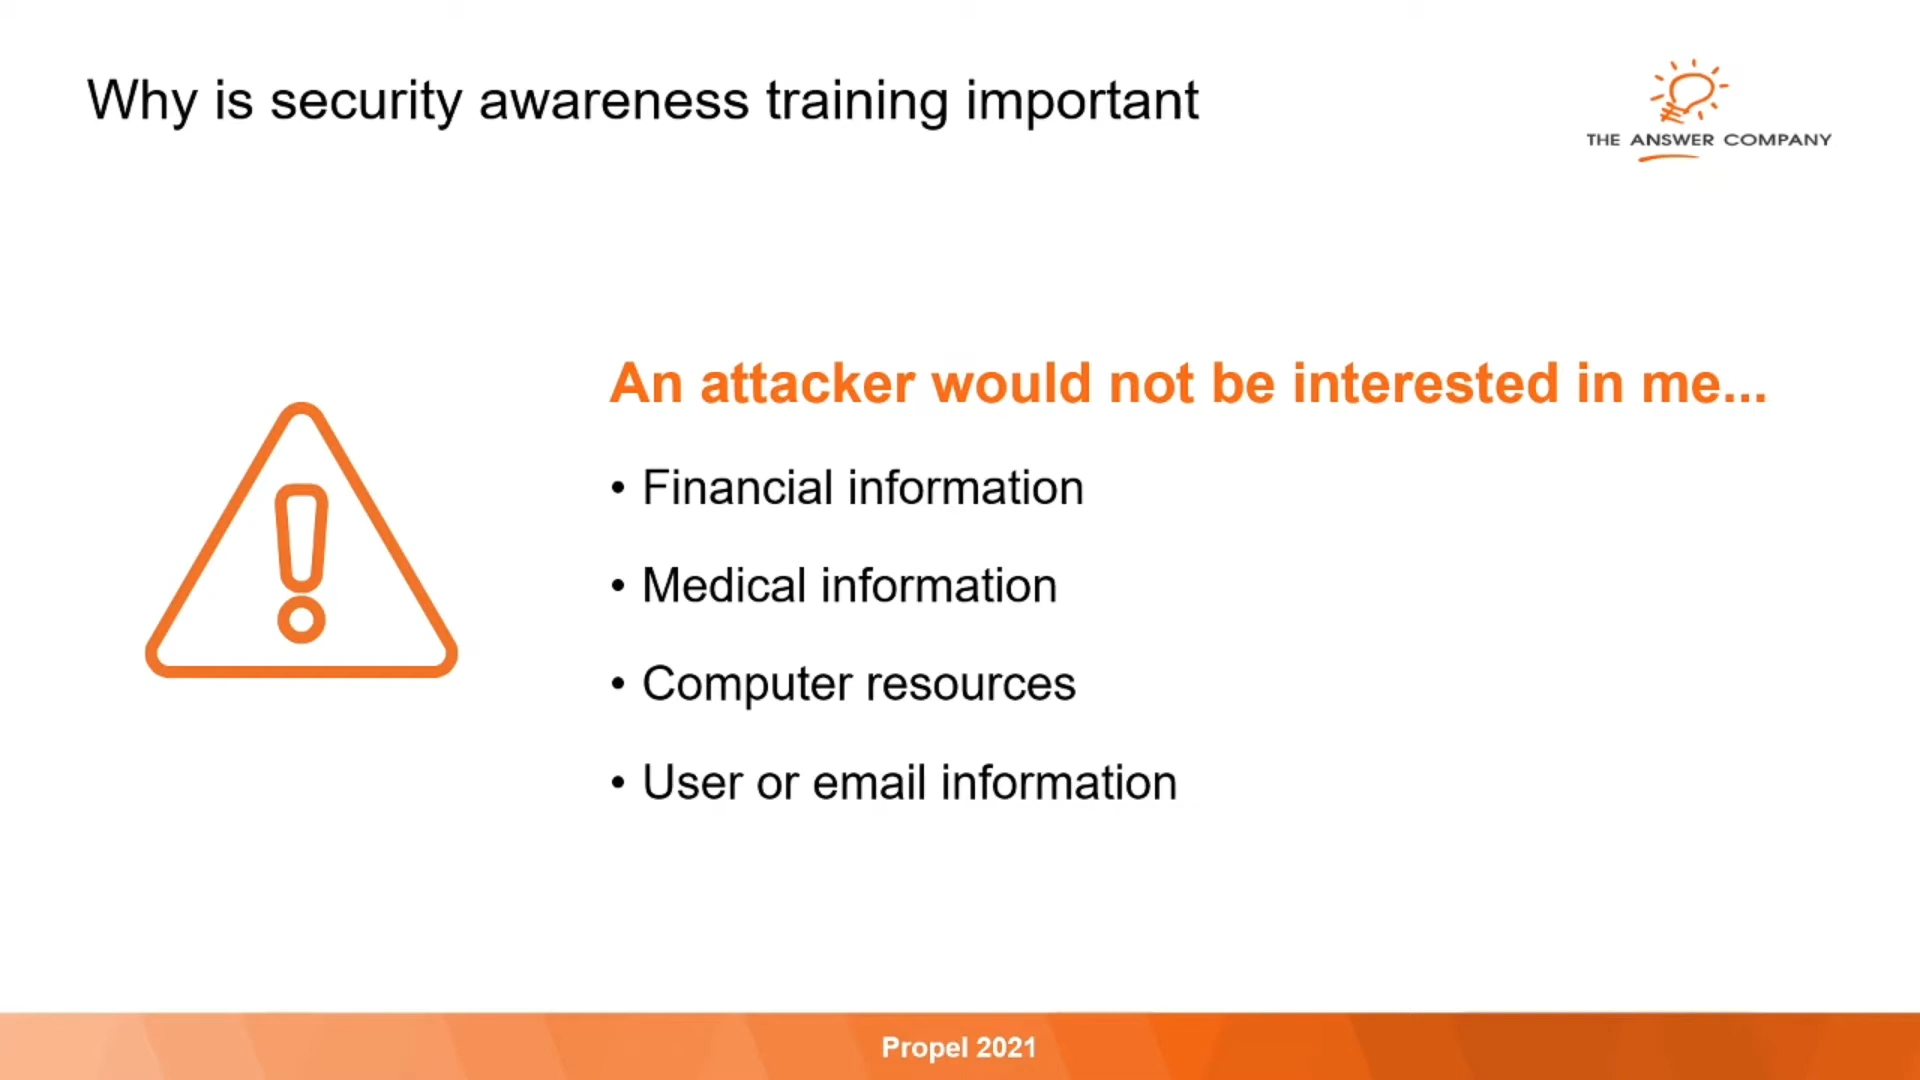 Why is security awareness training important
THE ANSWER COMPANY
An attacker would not be interested in me...
• Financial information
• Medical information
• Computer resources
• User or email information
Propel 2021